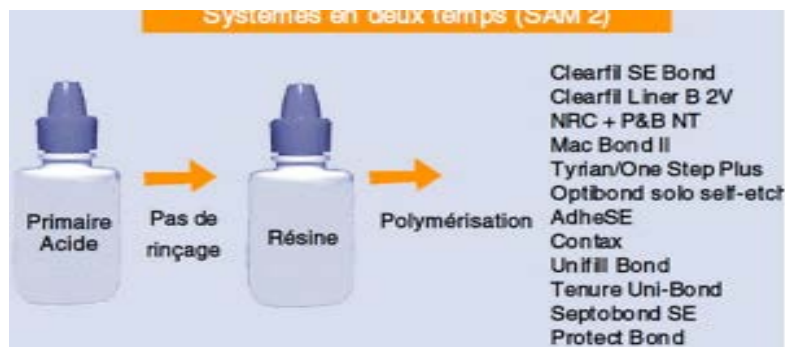 Systèmes en deux temps (SAM 2)
Primaire
Acide
Pas de
rinçage
Résine
Polymérisation
Clearfil SE Bond
Clearfil Liner B 2V
NRC + P&B NT
Mac Bond II
Tyrian/One Step Plus
Optibond solo self-etch
AdheSE
Contax
Unifill Bond
Tenure Uni-Bond
Septobond SE
Protect Bond